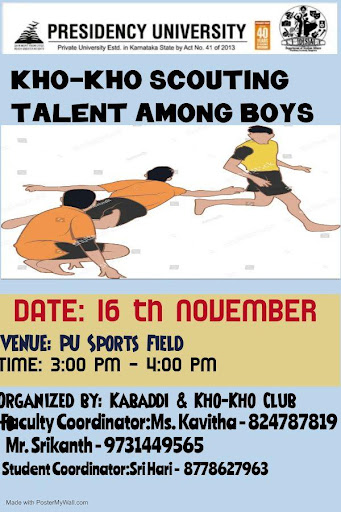 PRESIDENCY UNIVERSITY
Private University Estd. in Karnataka State by Act No. 41 of 2013
40 YEARS
KHO-KHO SCOUTING
TALENT AMONG BOYS
DATE: 16 th NOVEMBER
VENUE: PU SPORTS FIELD
TIME: 3:00 PM - 4:00 PM
ORGANIZED BY: KABADDI & KHO-KHO CLUB
Faculty Coordinator:Ms. Kavitha - 824787819
Mr. Srikanth - 9731449565
Student Coordinator:Sri Hari - 8778627963
Made with PosterMyWall.com